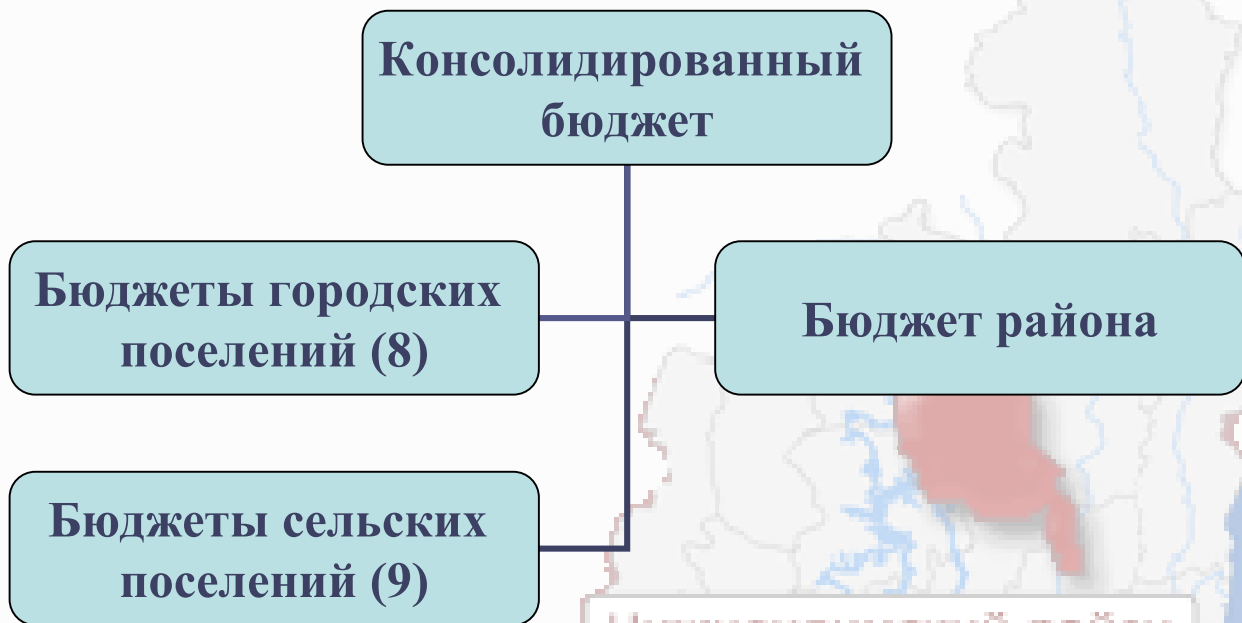 Консолидированный
бюджет
Бюджеты городских
поселений (8)
Бюджет района
Бюджеты сельских
поселений (9)